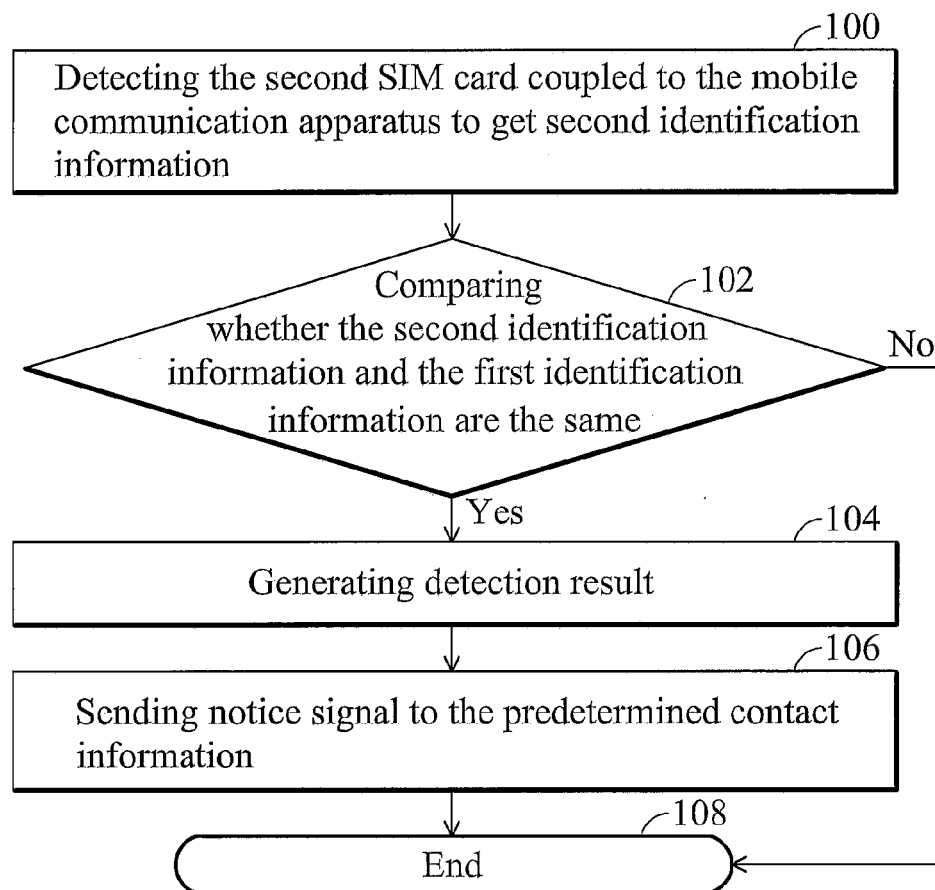 100
Detecting the second SIM card coupled to the mobile
communication apparatus to get second identification
information
102
Comparing
whether the second identification
information and the first identification
information are the same
No
Yes
104
Generating detection result
106
Sending notice signal to the predetermined contact
information
108
End